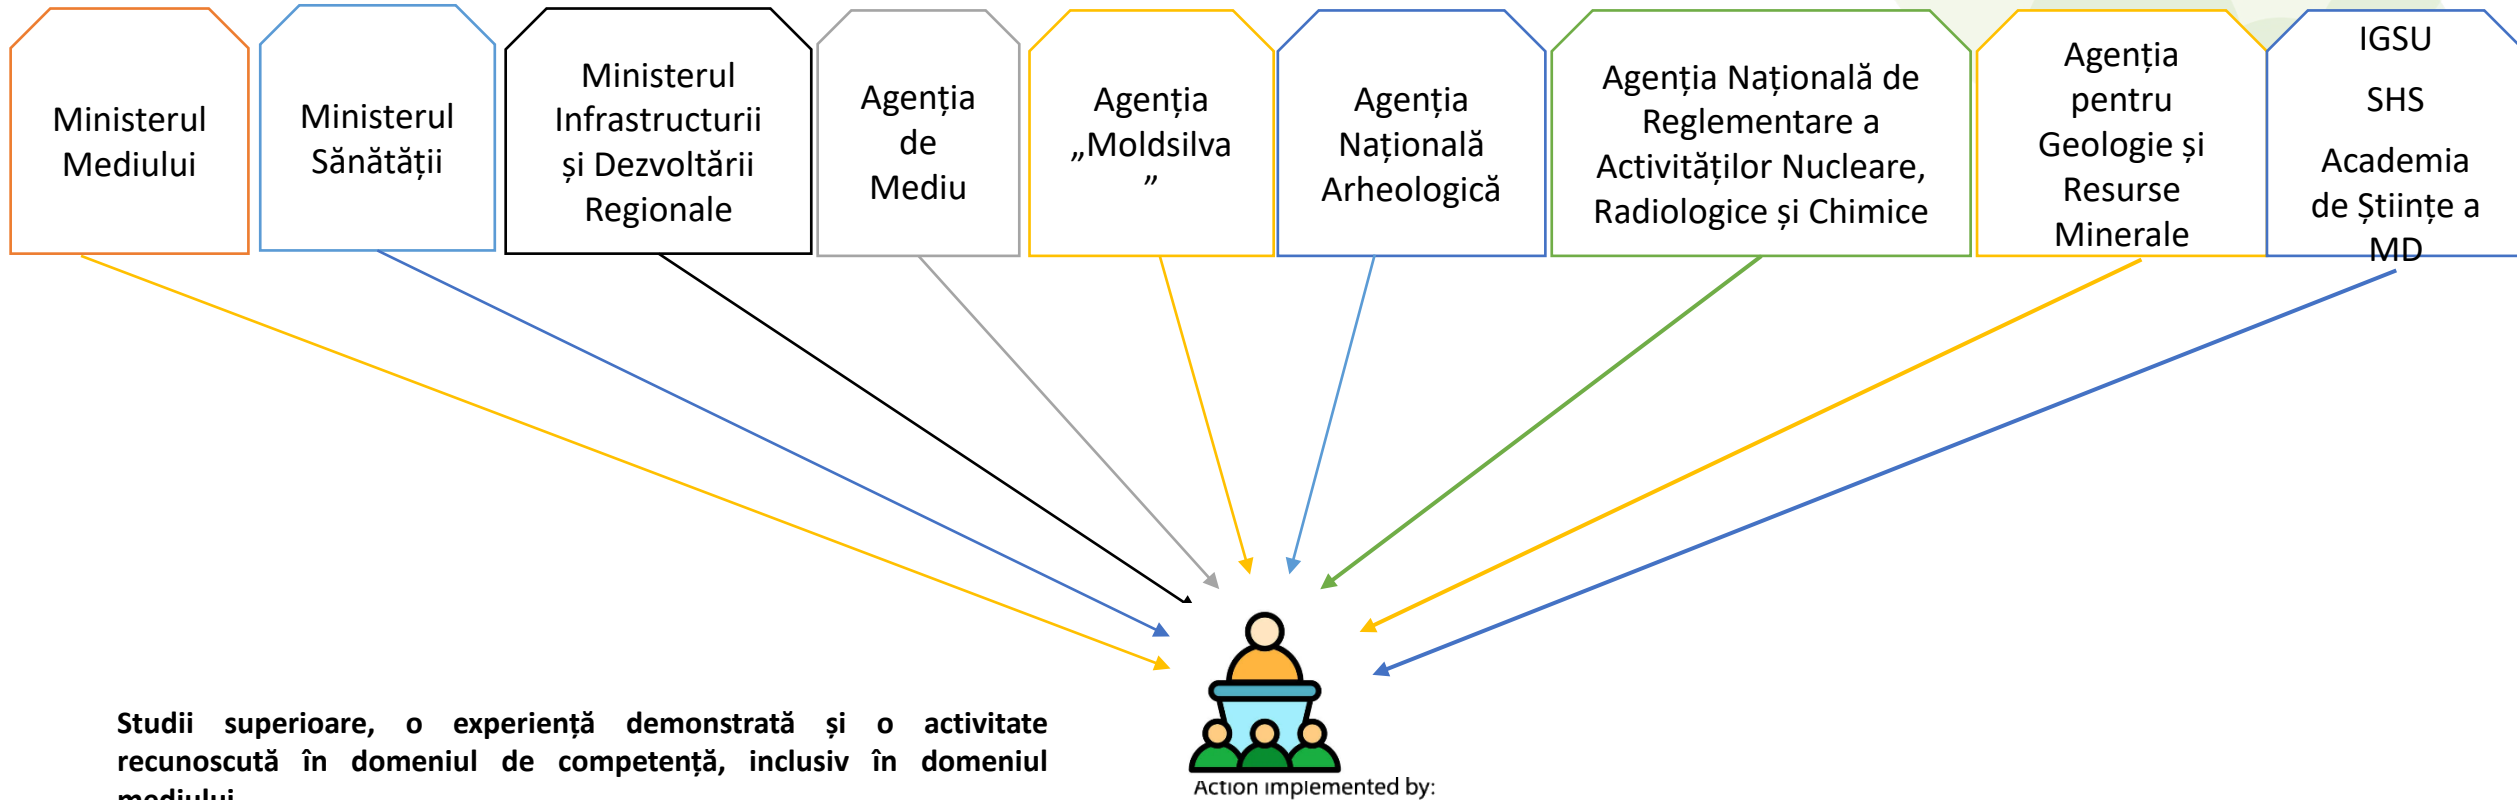 Ministerul
Mediului
Ministerul
Sănătății
Ministerul
Infrastructurii
și Dezvoltării
Regionale
Agenția
de
Mediu
Agenția
„Moldsilva
”
Agenția
Națională
Arheologică
Agenția Națională de
Reglementare a
Activităților Nucleare,
Radiologice și Chimice
Agenția
pentru
Geologie și
Resurse
Minerale
IGSU
SHS
Academia
de Științe a
MD
Studii superioare, o experiență demonstrată și o activitate
recunoscută în domeniul de competență, inclusiv în domeniul
mediului
Action implemented by: